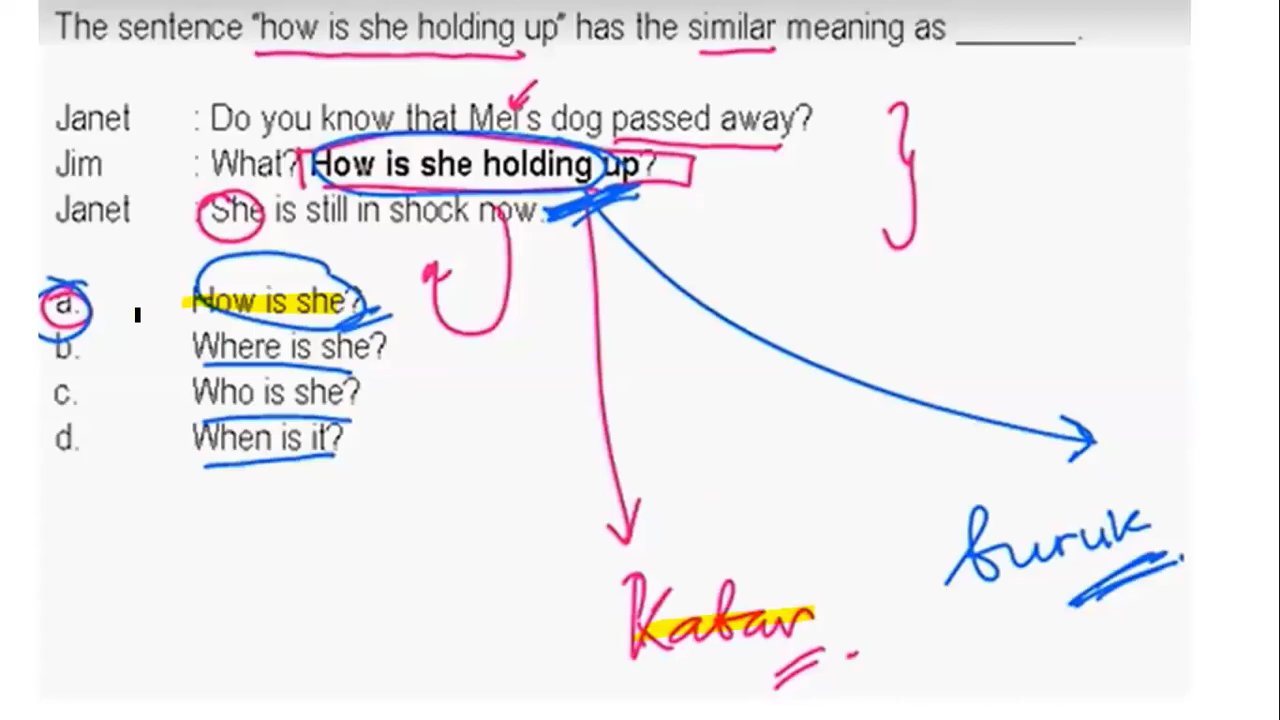 The sentence "how is she holding up" has the similar meaning as _______.
Janet : Do you know that Mel's dog passed away?
Jim : What? How is she holding up?
Janet : She is still in shock now.
a. How is she?
b. Where is she?
c. Who is she?
d. When is it?
buruk
Kabar